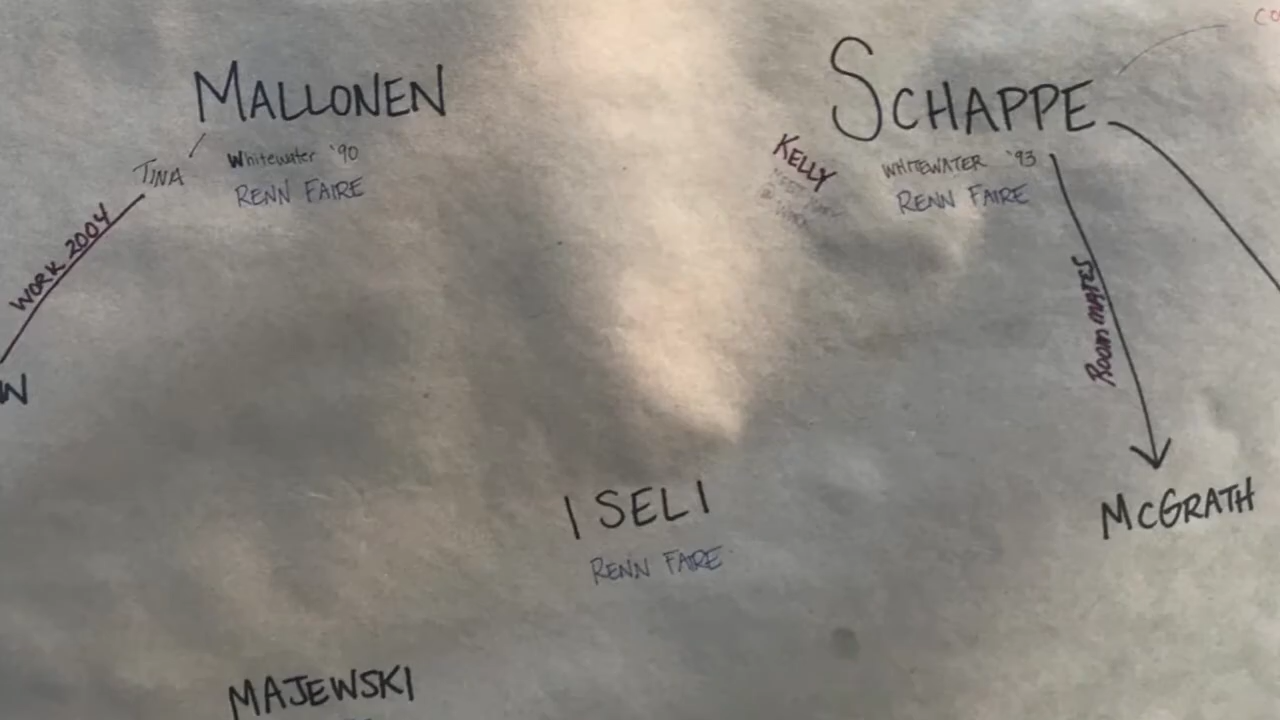 MALLONEN
TINA
Whitewater '90
RENN FAIRE
WORK 2004
W
SCHAPPE
KELLY
WHITEWATER '93
RENN FAIRE
ROOMMATES
MCGRATH
ISELI
RENN FAIRE
MAJEWSKI